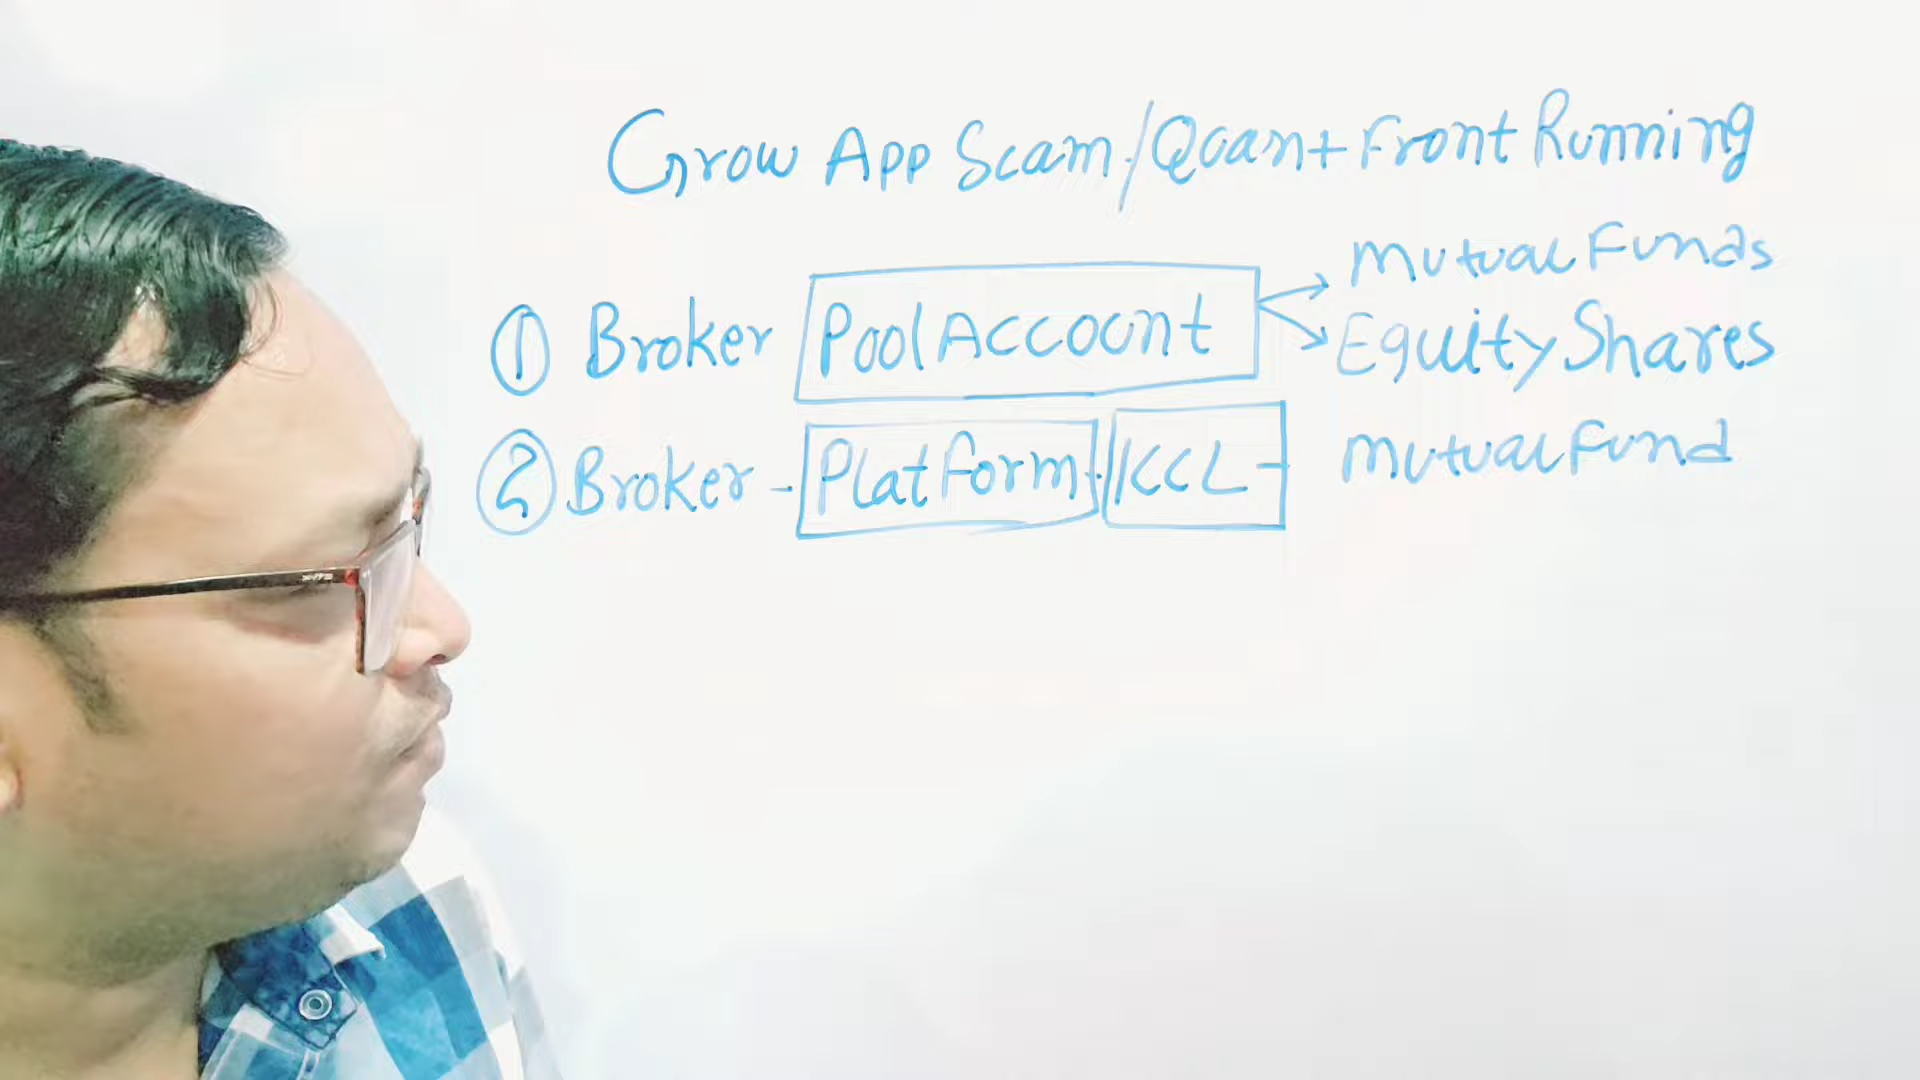 Grow App Scam/Quant Front Running
① Broker Pool Account
Mutual Funds
Equity Shares
② Broker - Platform - ICCL - Mutual Fund